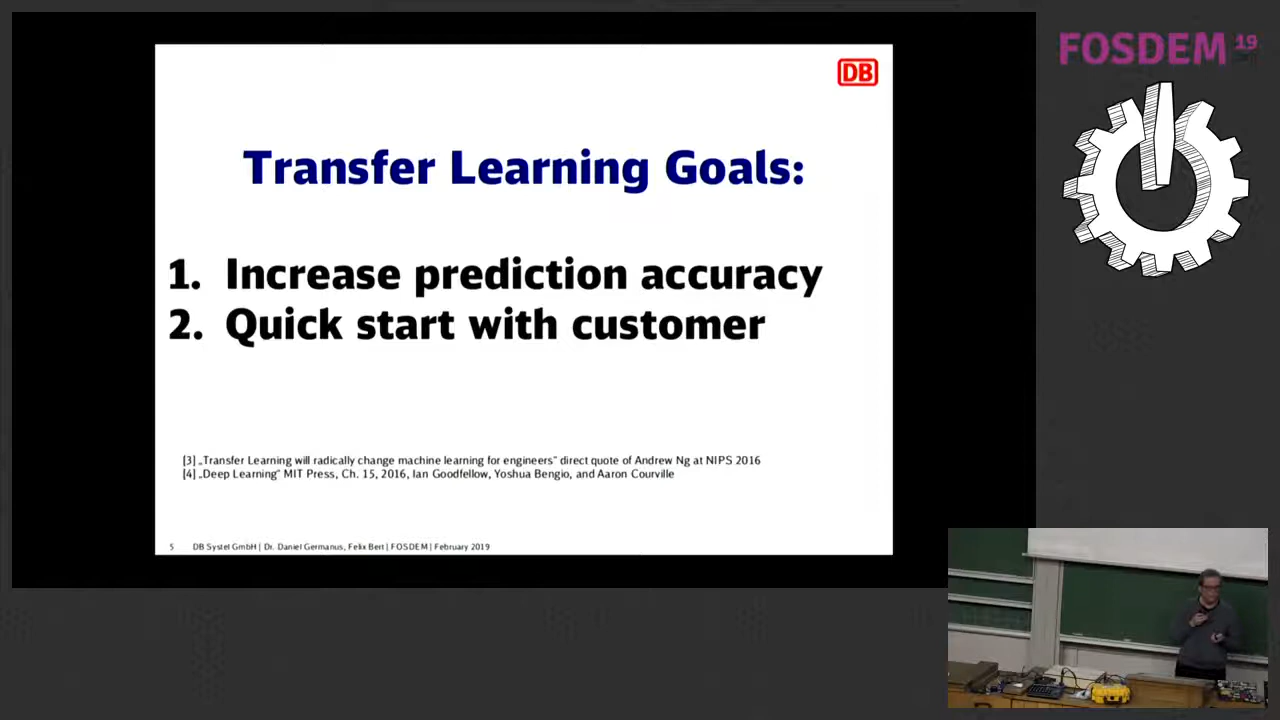 FOSDEM 19
DB
Transfer Learning Goals:
1. Increase prediction accuracy
2. Quick start with customer
[3] „Transfer Learning will radically change machine learning for engineers“ direct quote of Andrew Ng at NIPS 2016
[4] „Deep Learning“ MIT Press, Ch. 15, 2016, Ian Goodfellow, Yoshua Bengio, and Aaron Courville
5 DB Systel GmbH | Dr. Daniel Germanus, Felix Bert | FOSDEM | February 2019